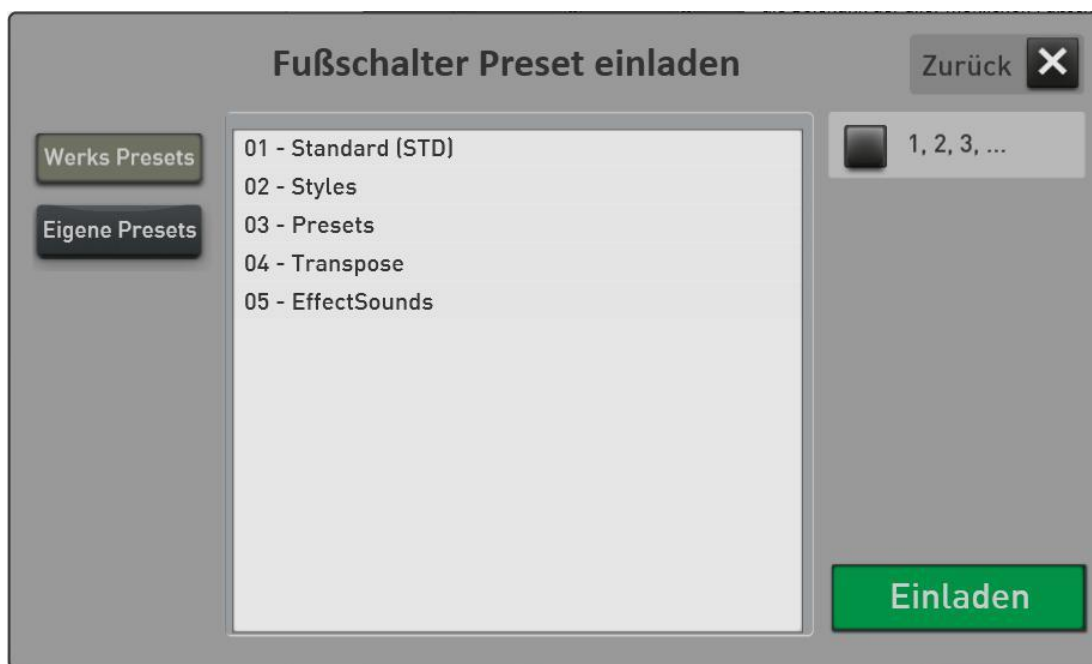 Fußschalter Preset einladen
Zurück
Werks Presets
Eigene Presets
01 - Standard (STD)
02 - Styles
03 - Presets
04 - Transpose
05 - EffectSounds
1, 2, 3, ...
Einladen